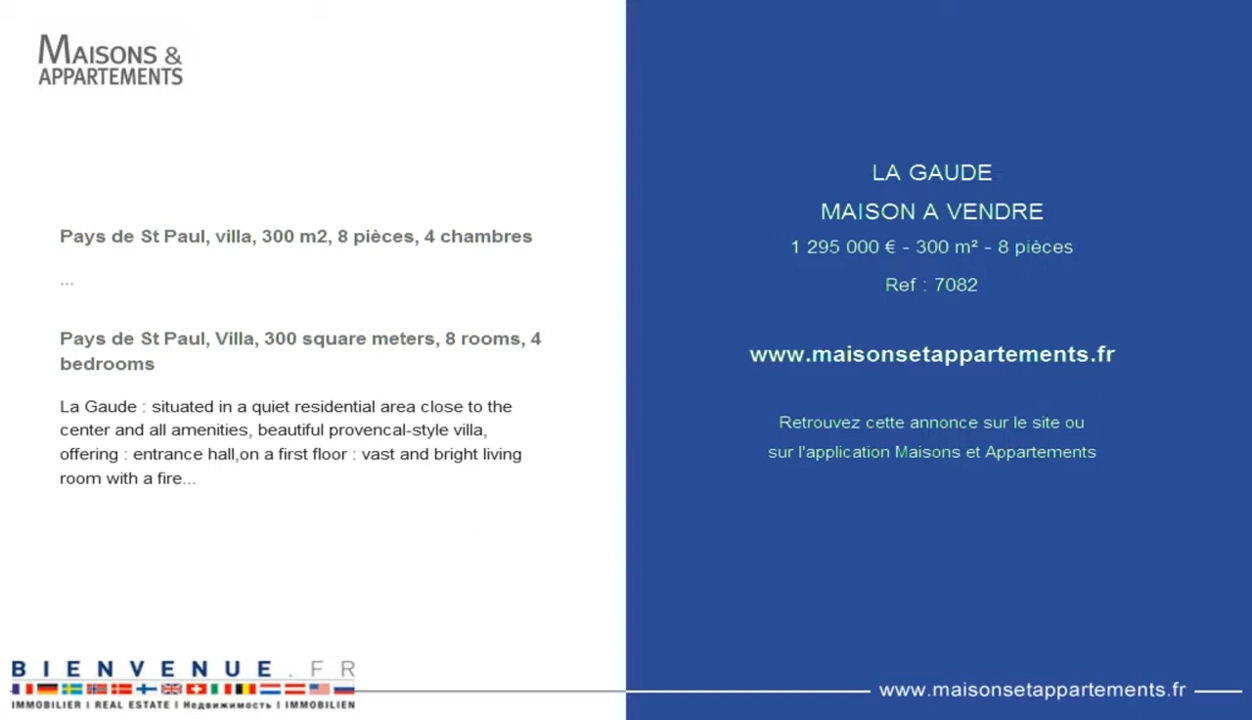 MAISONS &
APPARTEMENTS
Pays de St Paul, villa, 300 m2, 8 pièces, 4 chambres
...
Pays de St Paul, Villa, 300 square meters, 8 rooms, 4
bedrooms
La Gaude : situated in a quiet residential area close to the
center and all amenities, beautiful provencal-style villa,
offering : entrance hall,on a first floor : vast and bright living
room with a fire...
BIENVENUE.FR
IMMOBILIER I REAL ESTATE I Недвижимость I IMMOBILIEN
LA GAUDE
MAISON A VENDRE
1 295 000 € - 300 m² - 8 pièces
Ref : 7082
www.maisonsetappartements.fr
Retrouvez cette annonce sur le site ou
sur l'application Maisons et Appartements
www.maisonsetappartements.fr